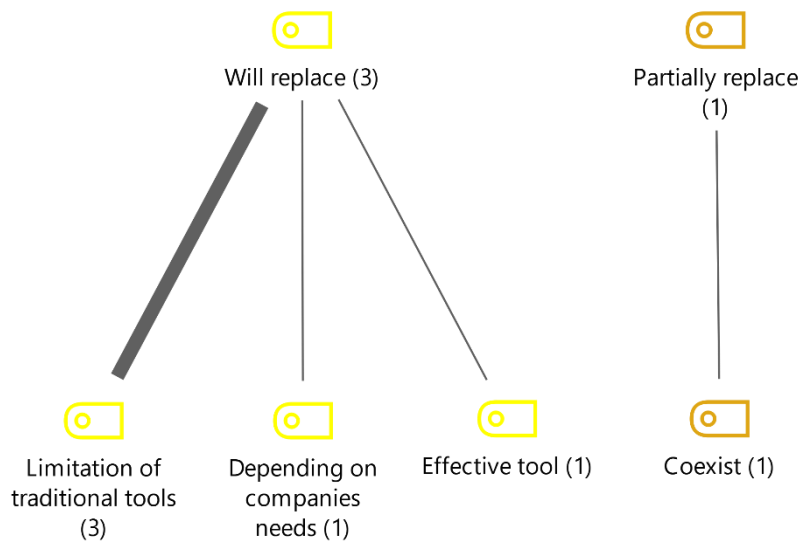 Will replace (3)
Partially replace
(1)
Limitation of
traditional tools
(3)
Depending on
companies
needs (1)
Effective tool (1)
Coexist (1)